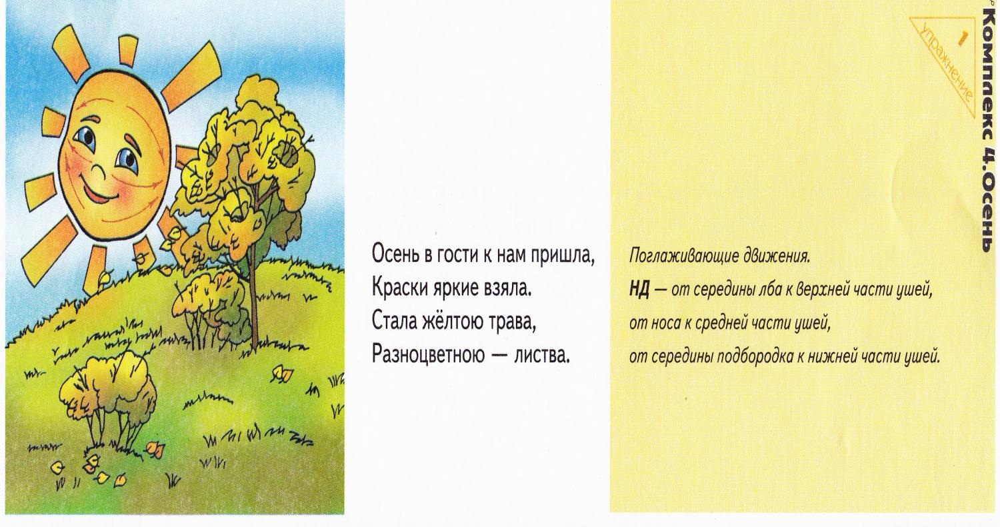 Осень в гости к нам пришла,
Краски яркие взяла.
Стала жёлтою трава,
Разноцветною — листва.
Поглаживающие движения.
НД — от середины лба к верхней части ушей,
от носа к средней части ушей,
от середины подбородка к нижней части ушей.
1
упражнение
Комплекс 4.Осень